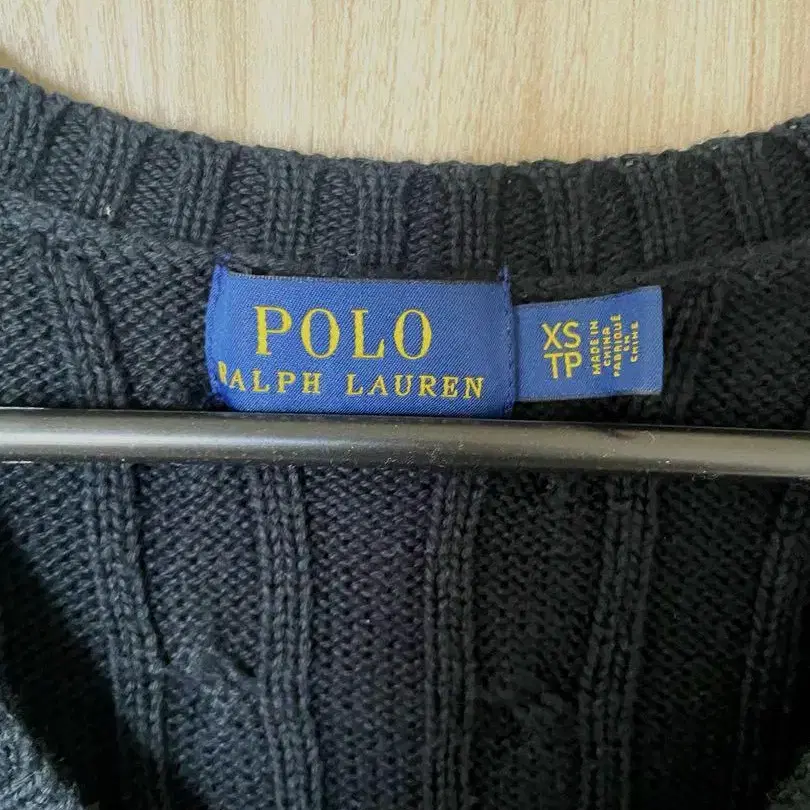 POLO
RALPH LAUREN
XS
TP
MADE IN
CHINA
FABRIQUÉ
EN
CHINE